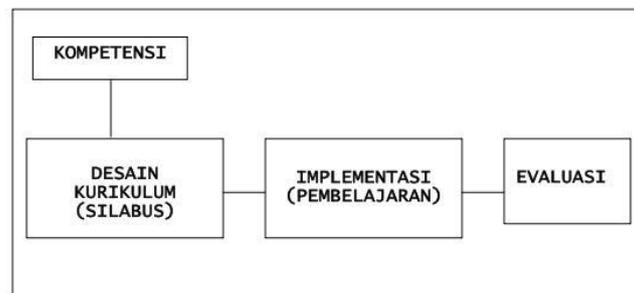 KOMPETENSI
DESAIN
KURIKULUM
(SILABUS)
IMPLEMENTASI
(PEMBELAJARAN)
EVALUASI